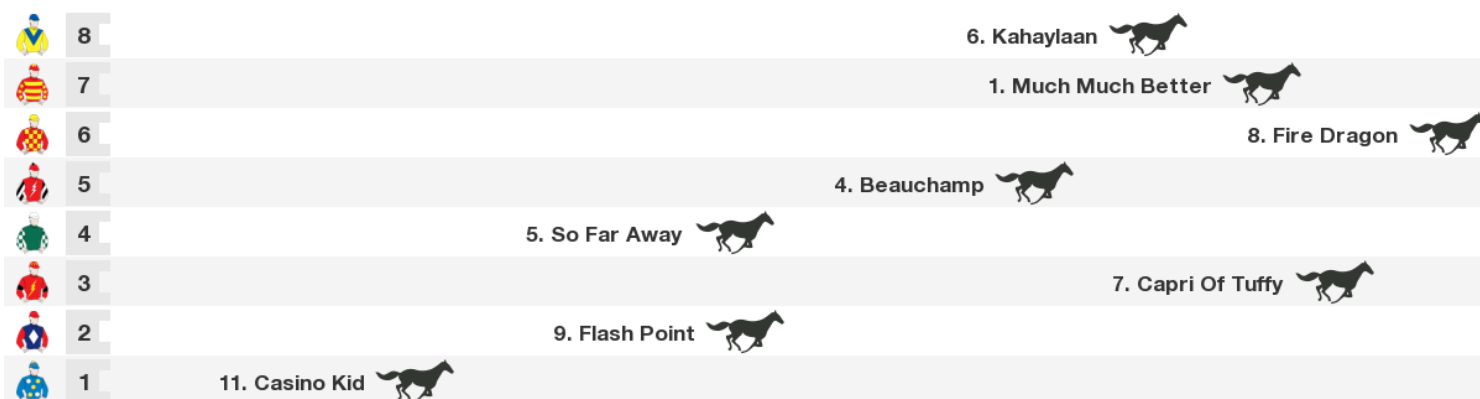 8 6. Kahaylaan
7 1. Much Much Better
6 8. Fire Dragon
5 4. Beauchamp
4 5. So Far Away
3 7. Capri Of Tuffy
2 9. Flash Point
1 11. Casino Kid